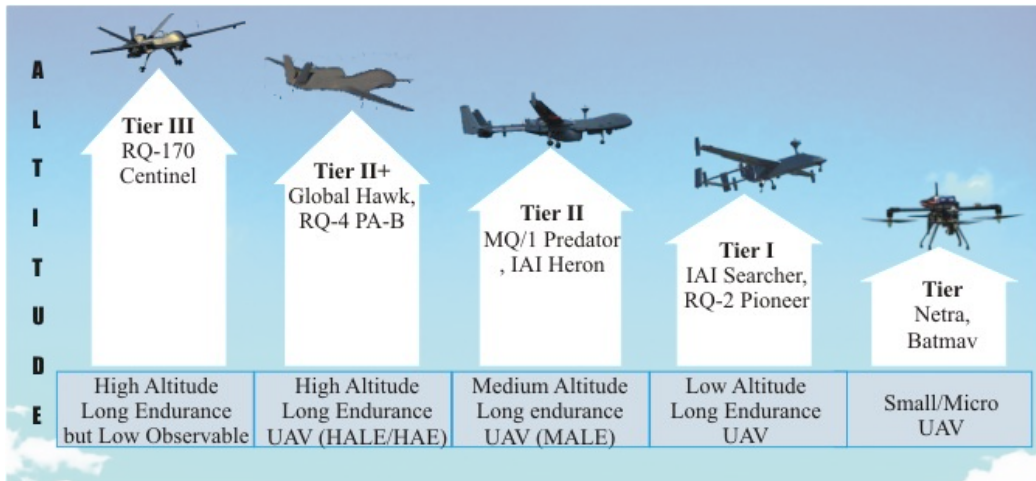 ALTITUDE
Tier III
RQ-170
Centinel
Tier II+
Global Hawk,
RQ-4 PA-B
Tier II
MQ/1 Predator
, IAI Heron
Tier I
IAI Searcher,
RQ-2 Pioneer
Tier
Netra,
Batmav
High Altitude
Long Endurance
but Low Observable
High Altitude
Long Endurance
UAV (HALE/HAE)
Medium Altitude
Long endurance
UAV (MALE)
Low Altitude
Long Endurance
UAV
Small/Micro
UAV